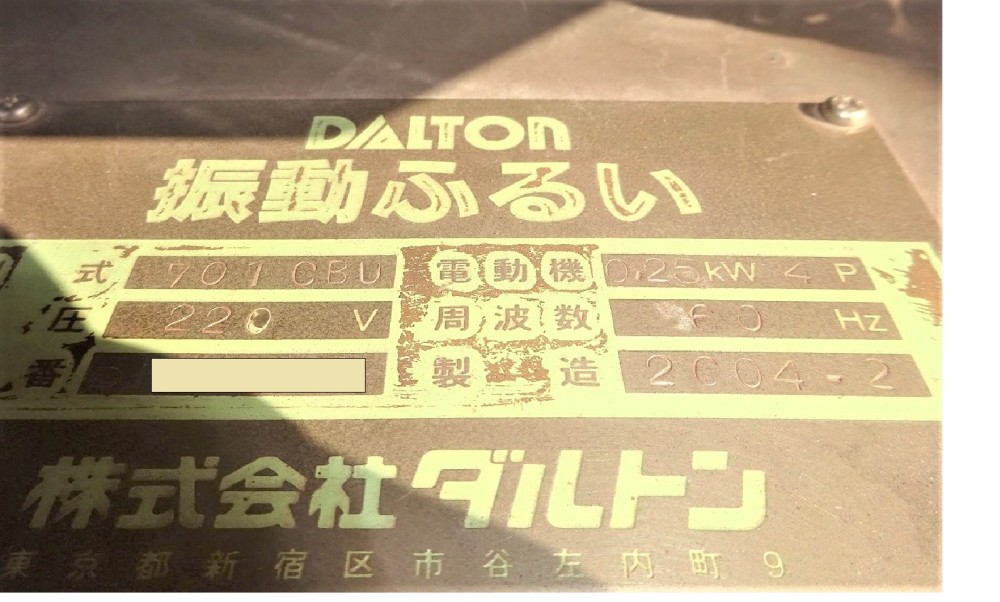 DALTON
振動ふるい
式 701CBU 電動機 0.25kW 4 P
圧 220 V 周波数 60 Hz
番 製造 2004-2
株式会社ダルトン
東京都新宿区市谷左内町9